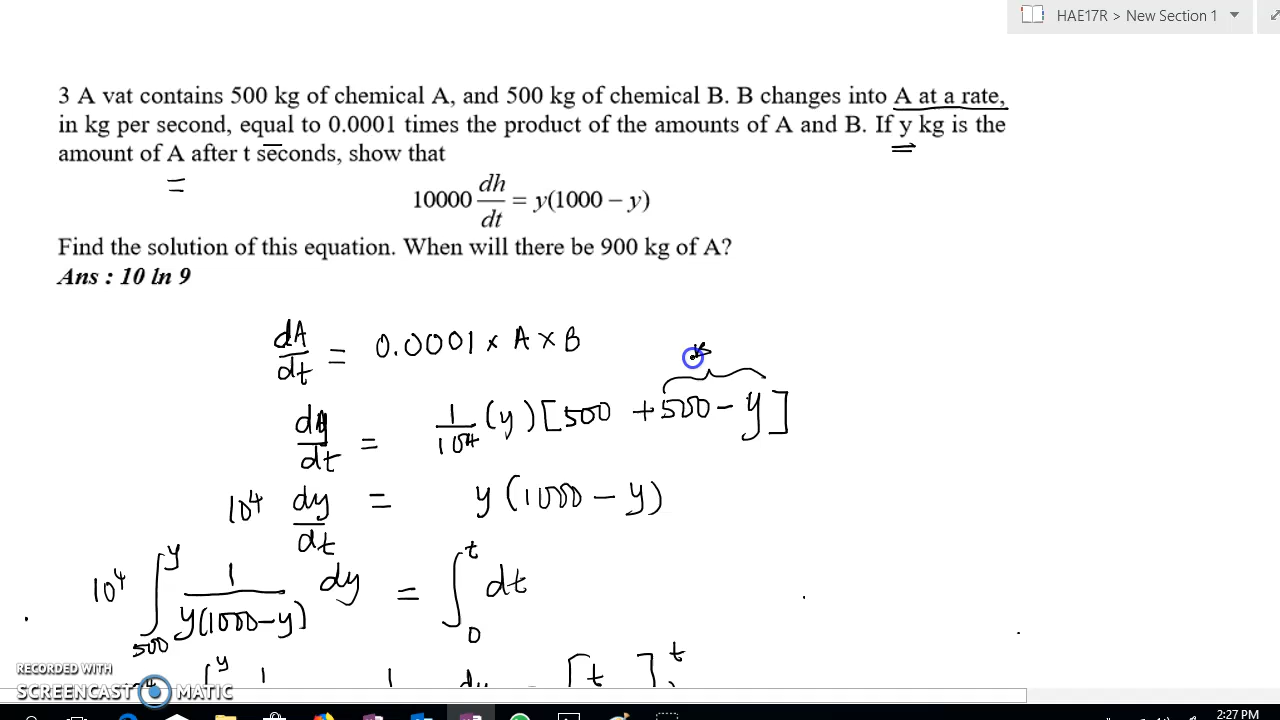 HAE17R > New Section 1
3 A vat contains 500 kg of chemical A, and 500 kg of chemical B. B changes into A at a rate,
in kg per second, equal to 0.0001 times the product of the amounts of A and B. If y kg is the
amount of A after t seconds, show that
10000 dh/dt = y(1000 − y)
Find the solution of this equation. When will there be 900 kg of A?
Ans : 10 ln 9
dA/dt = 0.0001 × A × B
dy/dt = 1/10⁴ (y) [500 + 500 − y]
10⁴ dy/dt = y (1000 − y)
10⁴ ∫₅₀₀^y 1/(y(1000−y)) dy = ∫₀^t dt
RECORDED WITH
SCREENCAST MATIC
2:27 PM